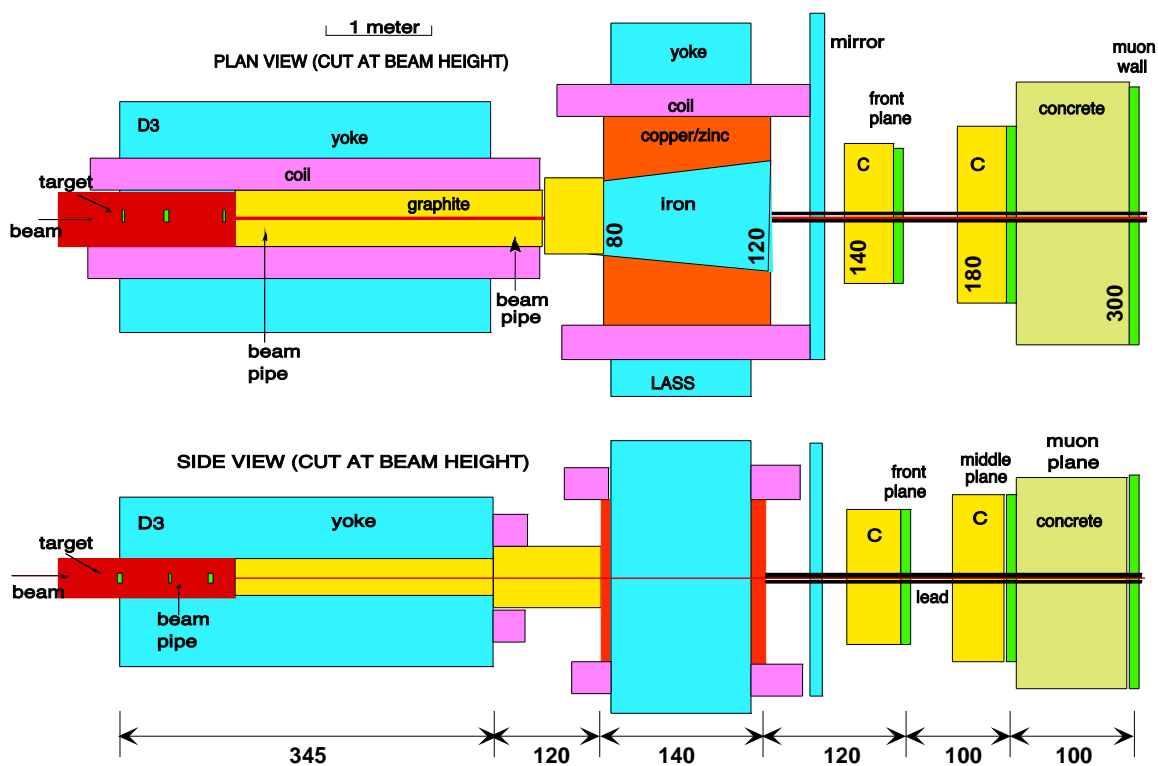 1 meter
PLAN VIEW (CUT AT BEAM HEIGHT)
mirror
muon
wall
yoke
D3
yoke
coil
front
plane
concrete
copper/zinc
coil
target
C
C
graphite
iron
beam
80
120
140
180
300
beam
pipe
beam
pipe
LASS
SIDE VIEW (CUT AT BEAM HEIGHT)
muon
plane
middle
plane
front
plane
D3
yoke
C
C
concrete
target
beam
lead
beam
pipe
345
120
140
120
100
100